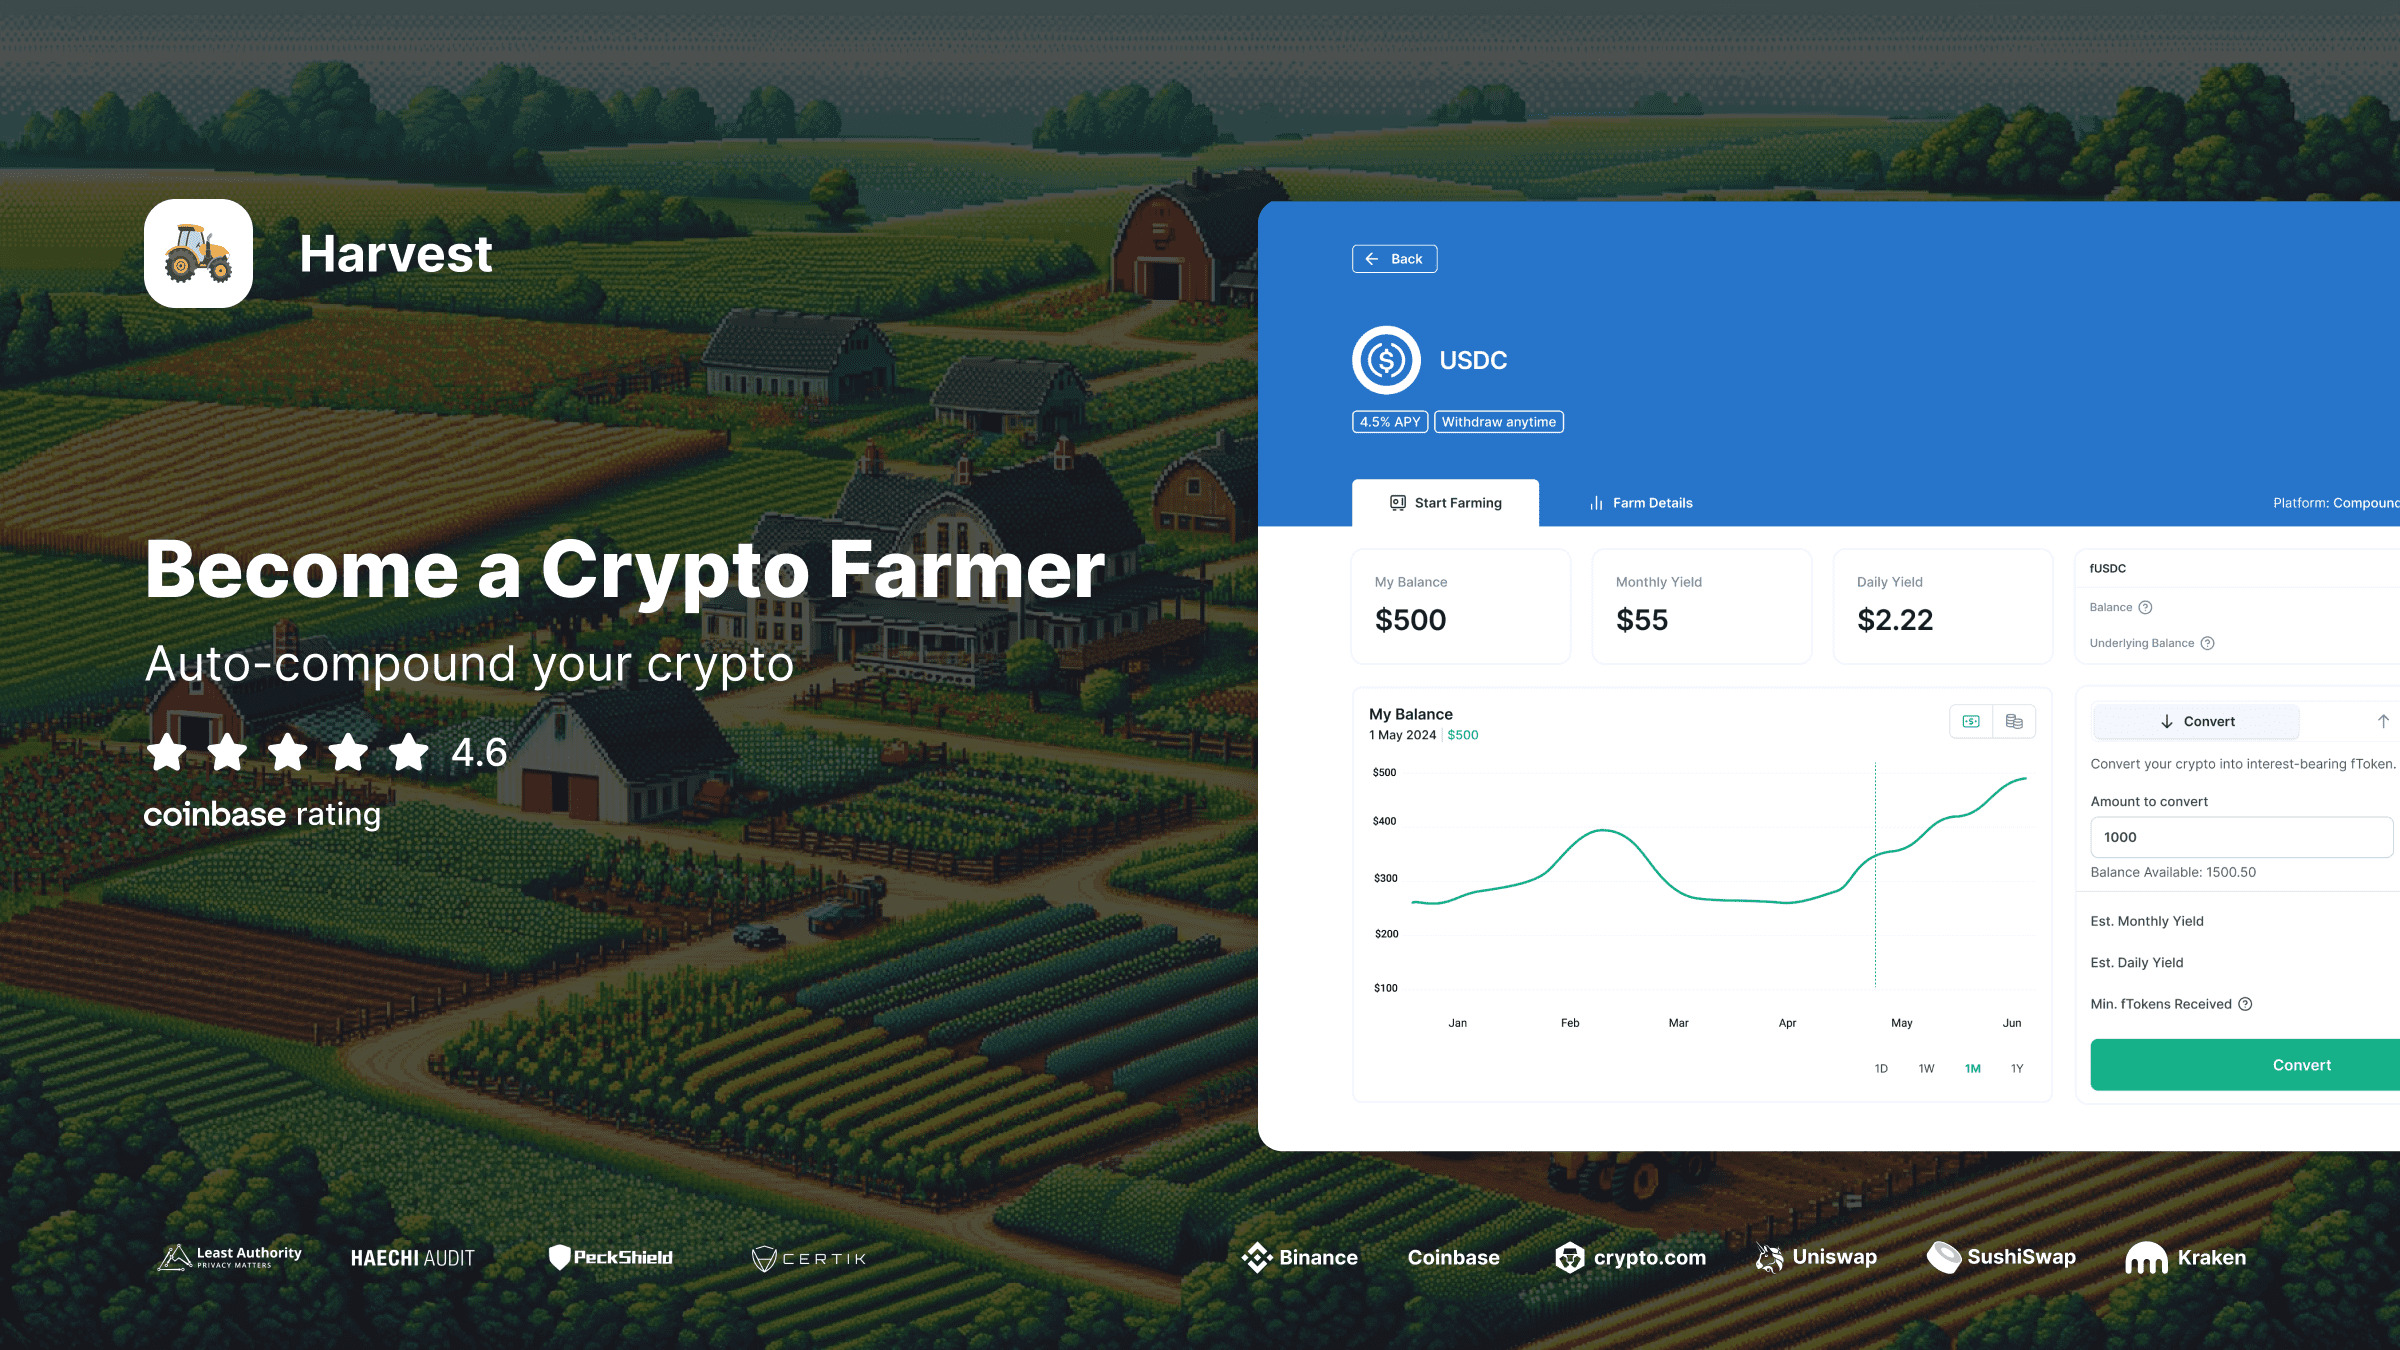 Harvest
Become a Crypto Farmer
Auto-compound your crypto
4.6
coinbase rating
Back
USDC
4.5% APY
Withdraw anytime
Start Farming
Farm Details
Platform: Compound
My Balance
$500
Monthly Yield
$55
Daily Yield
$2.22
fUSDC
Balance
Underlying Balance
My Balance
1 May 2024 | $500
$500
$400
$300
$200
$100
Jan Feb Mar Apr May Jun
1D 1W 1M 1Y
Convert
Convert your crypto into interest-bearing fToken.
Amount to convert
1000
Balance Available: 1500.50
Est. Monthly Yield
Est. Daily Yield
Min. fTokens Received
Convert
Least Authority
PRIVACY MATTERS
HAECHI AUDIT
PeckShield
CERTIK
Binance
Coinbase
crypto.com
Uniswap
SushiSwap
Kraken